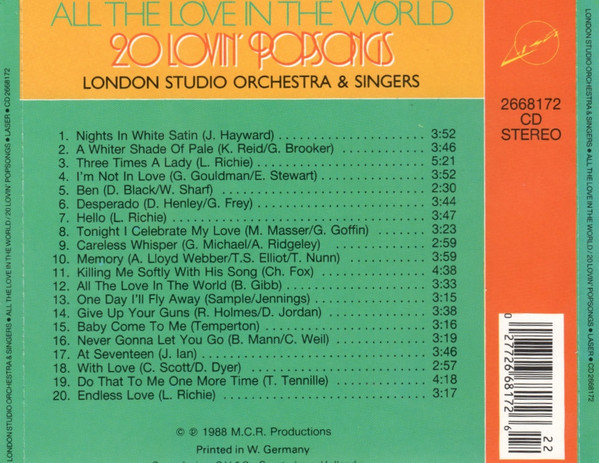 ALL THE LOVE IN THE WORLD
20 LOVIN' POPSONGS
LONDON STUDIO ORCHESTRA & SINGERS
2668172
CD
STEREO
1. Nights In White Satin (J. Hayward) 3:52
2. A Whiter Shade Of Pale (K. Reid/G. Brooker) 3:46
3. Three Times A Lady (L. Richie) 5:21
4. I'm Not In Love (G. Gouldman/E. Stewart) 3:52
5. Ben (D. Black/W. Sharf) 2:30
6. Desperado (D. Henley/G. Frey) 3:44
7. Hello (L. Richie) 3:47
8. Tonight I Celebrate My Love (M. Masser/G. Goffin) 3:23
9. Careless Whisper (G. Michael/A. Ridgeley) 2:59
10. Memory (A. Lloyd Webber/T.S. Elliot/T. Nunn) 3:59
11. Killing Me Softly With His Song (Ch. Fox) 4:38
12. All The Love In The World (B. Gibb) 3:33
13. One Day I'll Fly Away (Sample/Jennings) 3:15
14. Give Up Your Guns (R. Holmes/D. Jordan) 3:38
15. Baby Come To Me (Temperton) 3:16
16. Never Gonna Let You Go (B. Mann/C. Weil) 3:19
17. At Seventeen (J. Ian) 3:46
18. With Love (C. Scott/D. Dyer) 2:57
19. Do That To Me One More Time (T. Tennille) 4:18
20. Endless Love (L. Richie) 3:17
© ℗ 1988 M.C.R. Productions
Printed in W. Germany
LONDON STUDIO ORCHESTRA & SINGERS ● ALL THE LOVE IN THE WORLD / 20 LOVIN' POPSONGS ● LASER ● CD 2668172
LONDON STUDIO ORCHESTRA & SINGERS ● ALL THE LOVE IN THE WORLD / 20 LOVIN' POPSONGS ● LASER ● CD 2668172
0 27726 68172 6
22